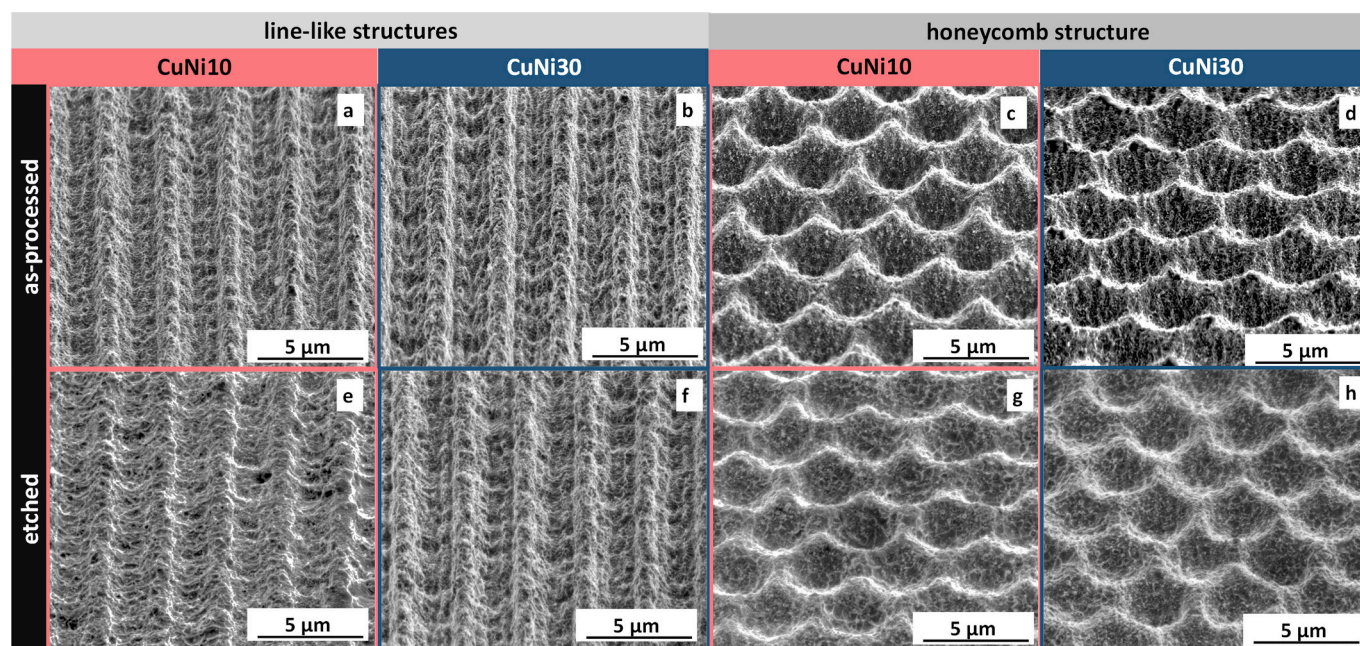 line-like structures honeycomb structure
CuNi10 CuNi30 CuNi10 CuNi30
as-processed
a b c d
5 µm 5 µm 5 µm 5 µm
etched
e f g h
5 µm 5 µm 5 µm 5 µm